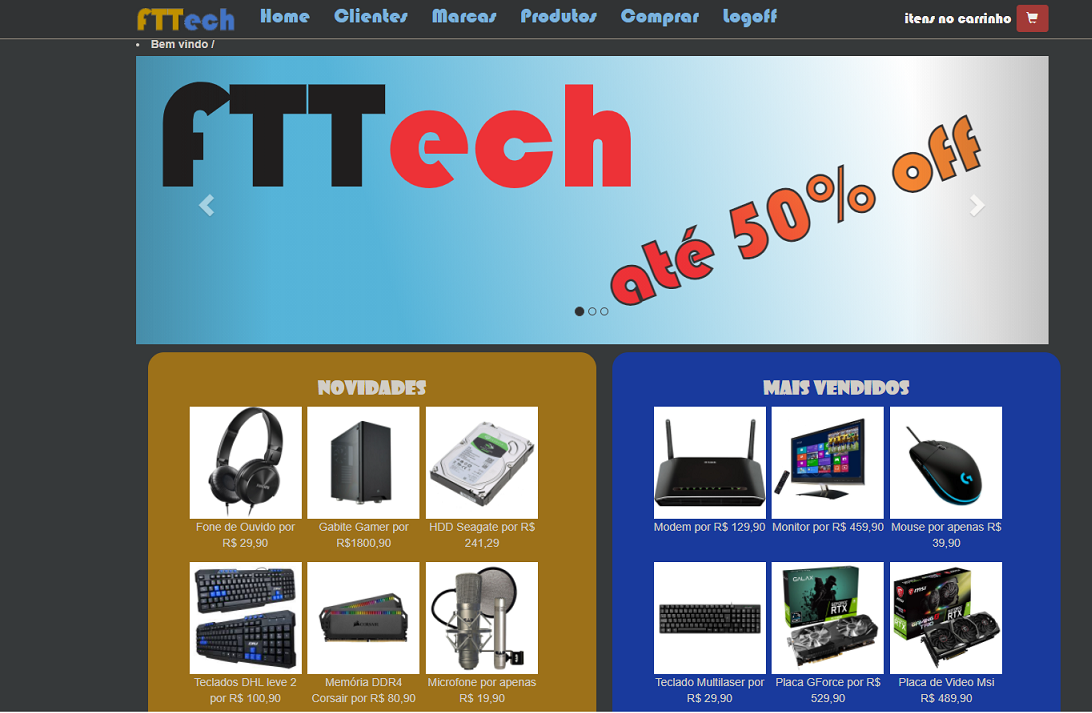 fTTech Home Clientes Marcas Produtos Comprar Logoff itens no carrinho
Bem vindo /
fTTech
até 50% off
NOVIDADES
Fone de Ouvido por
R$ 29,90
Gabite Gamer por
R$1800,90
HDD Seagate por R$
241,29
Teclados DHL leve 2
por R$ 100,90
Memória DDR4
Corsair por R$ 80,90
Microfone por apenas
R$ 19,90
MAIS VENDIDOS
Modem por R$ 129,90
Monitor por R$ 459,90
Mouse por apenas R$
39,90
GALAX
RTX
msi
RTX
Teclado Multilaser por
R$ 29,90
Placa GForce por R$
529,90
Placa de Video Msi
R$ 489,90